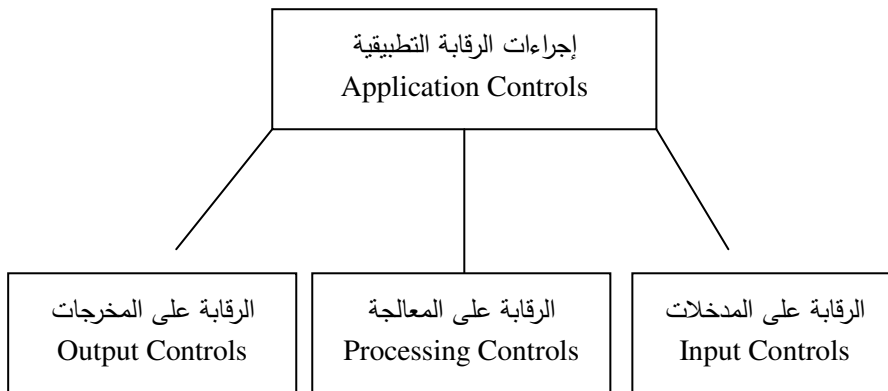 إجراءات الرقابة التطبيقية
Application Controls
الرقابة على المدخلات
Input Controls
الرقابة على المعالجة
Processing Controls
الرقابة على المخرجات
Output Controls